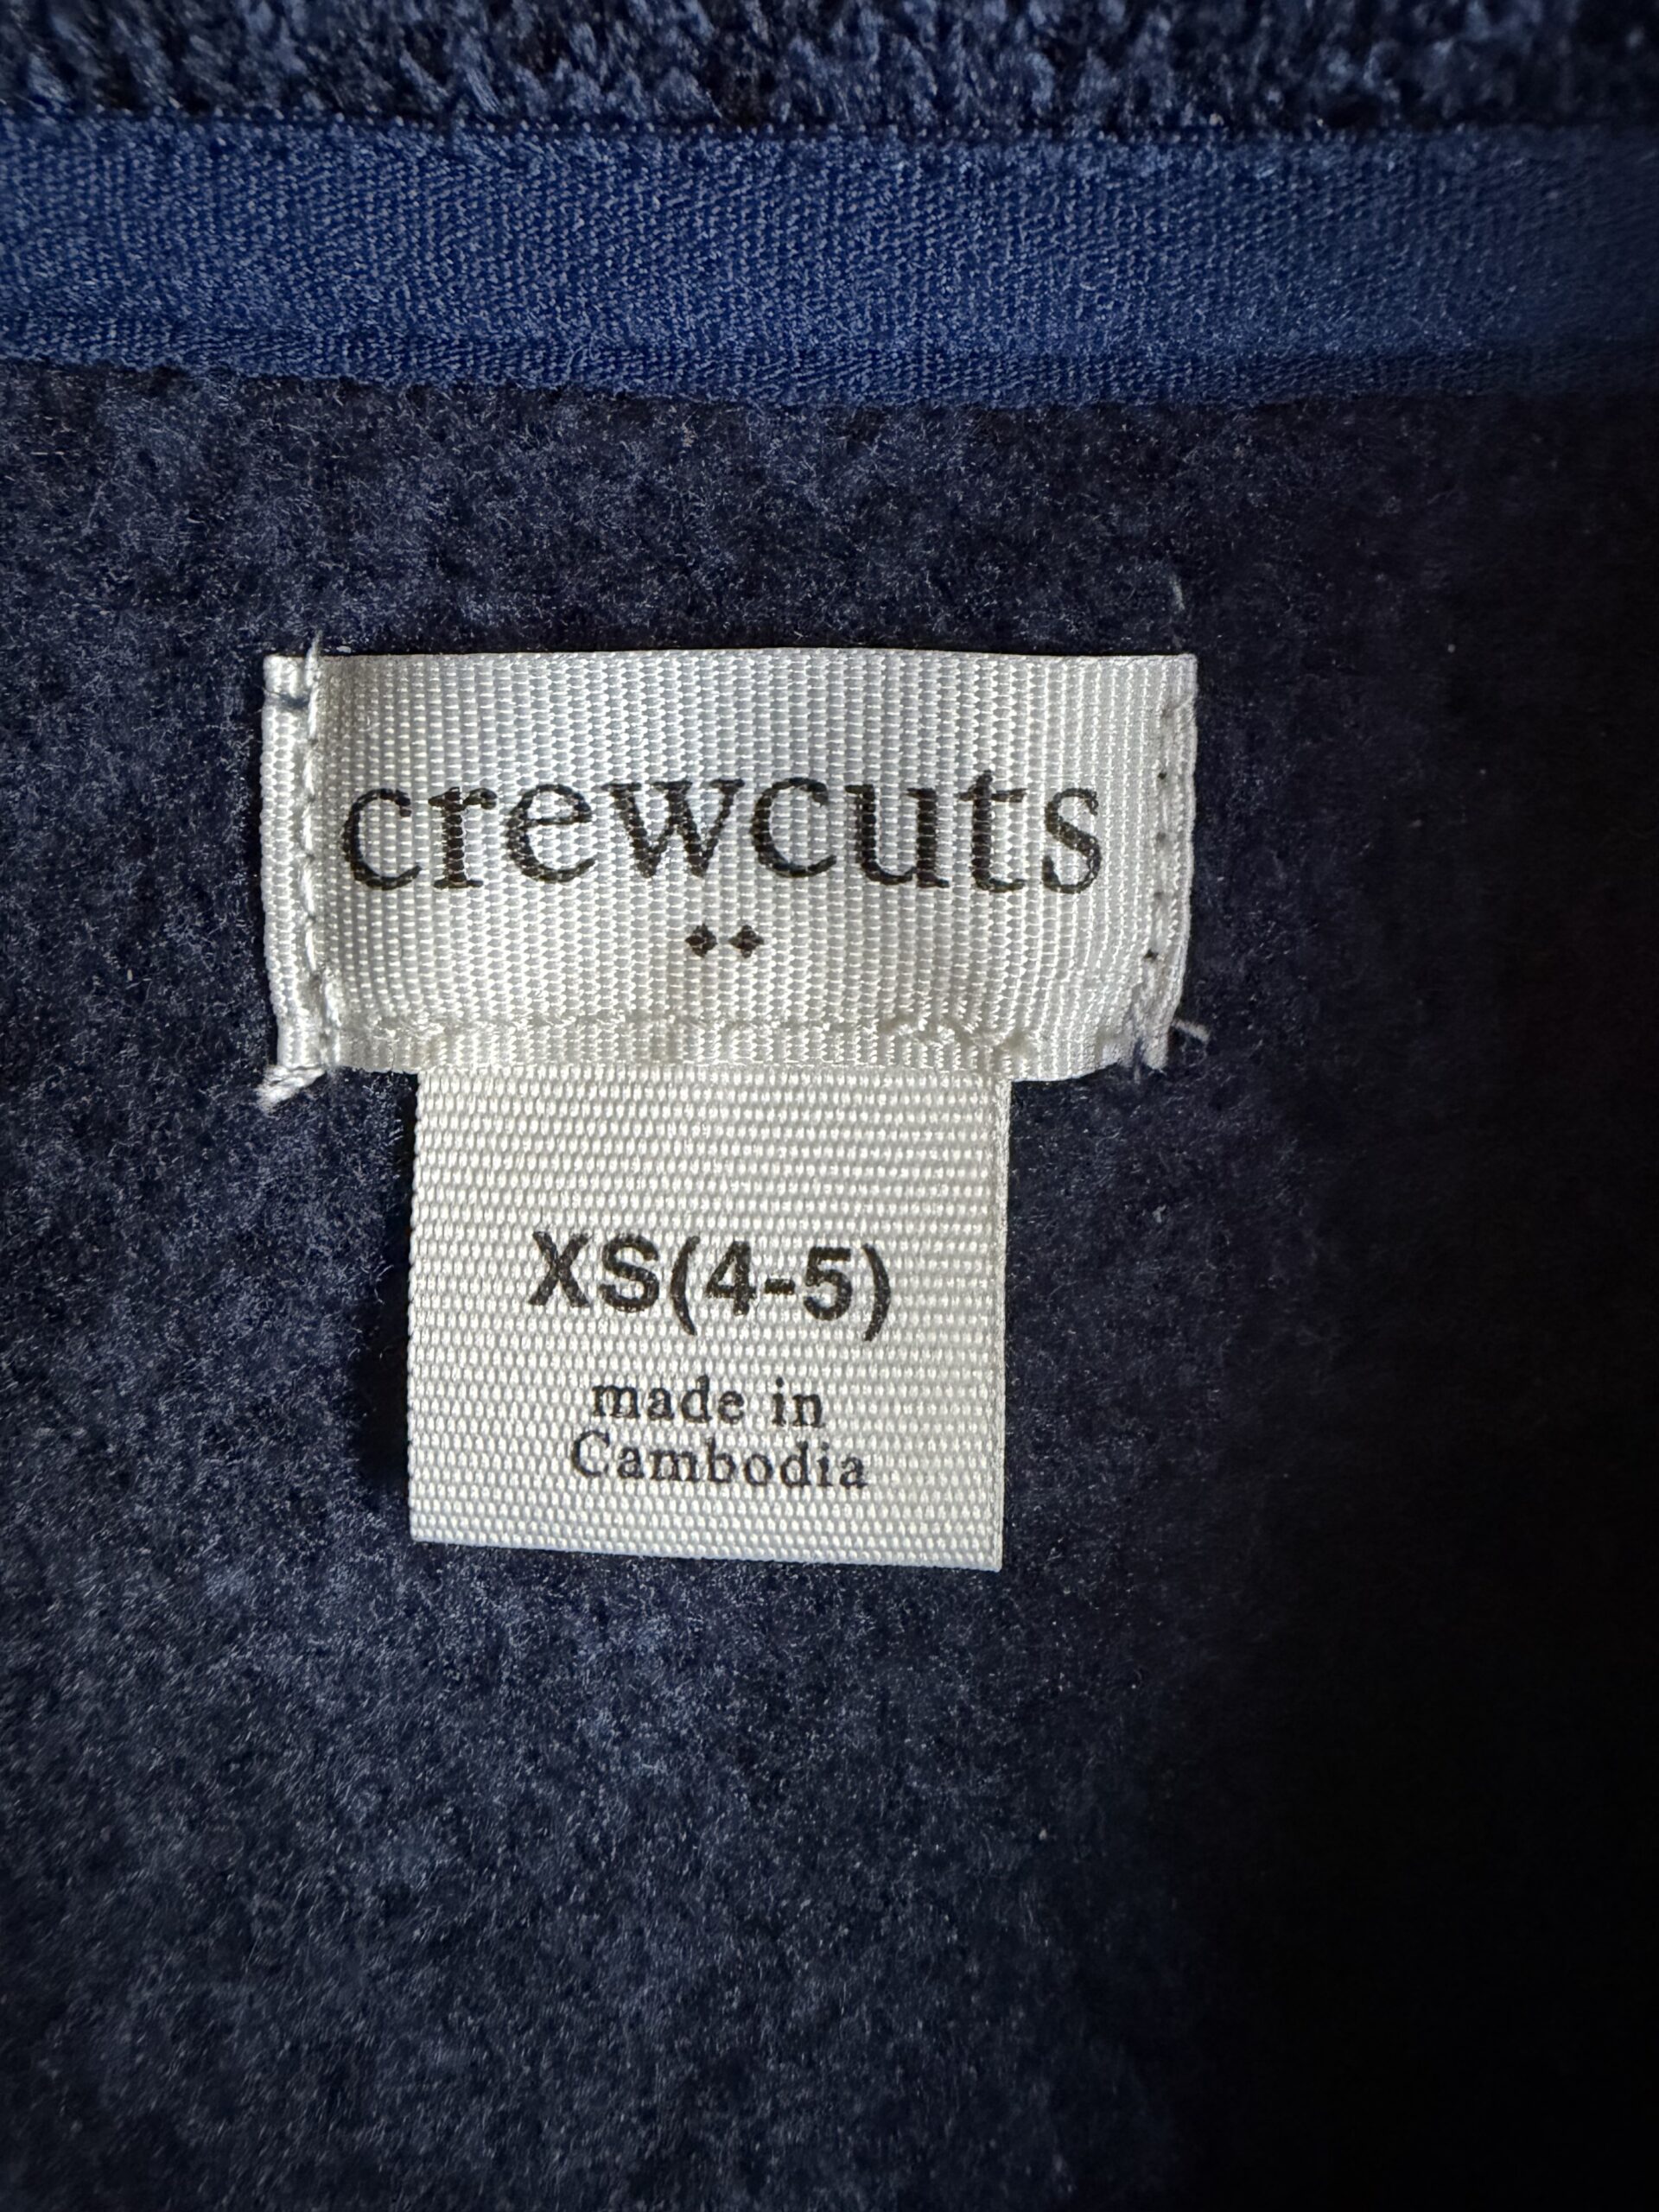 crewcuts
XS(4-5)
made in
Cambodia